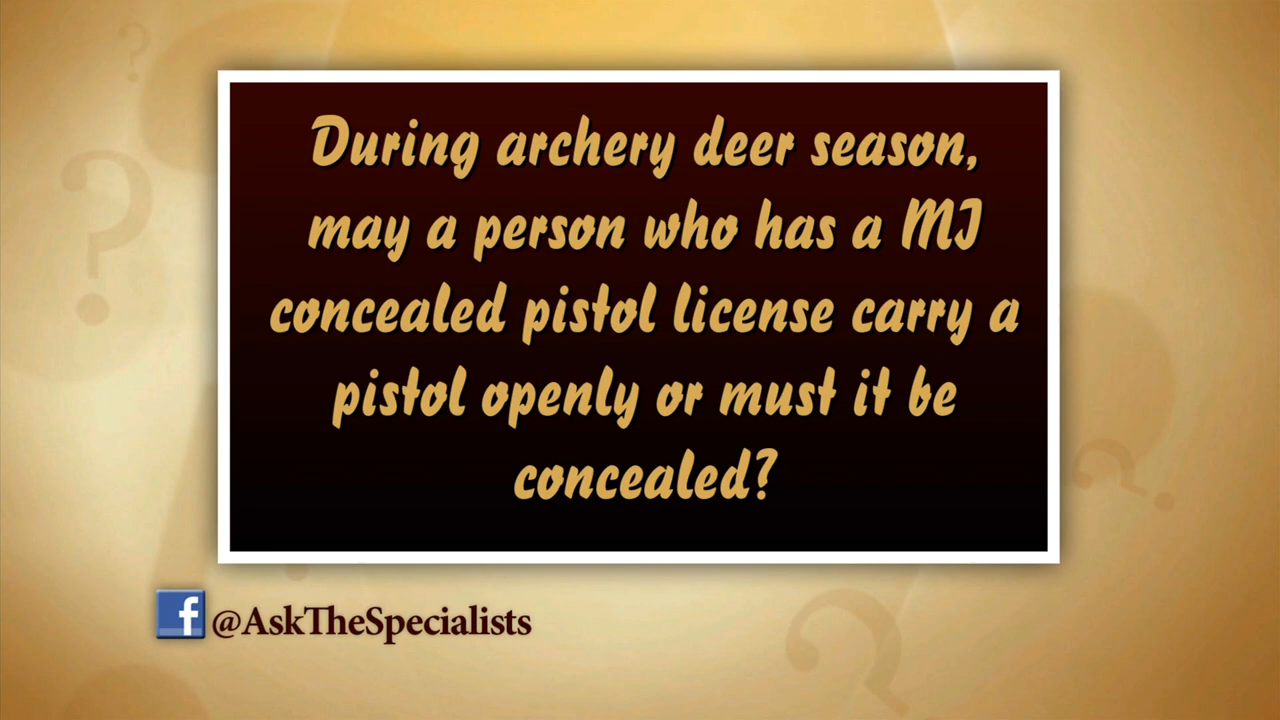 During archery deer season,
may a person who has a MI
concealed pistol license carry a
pistol openly or must it be
concealed?
f @AskTheSpecialists